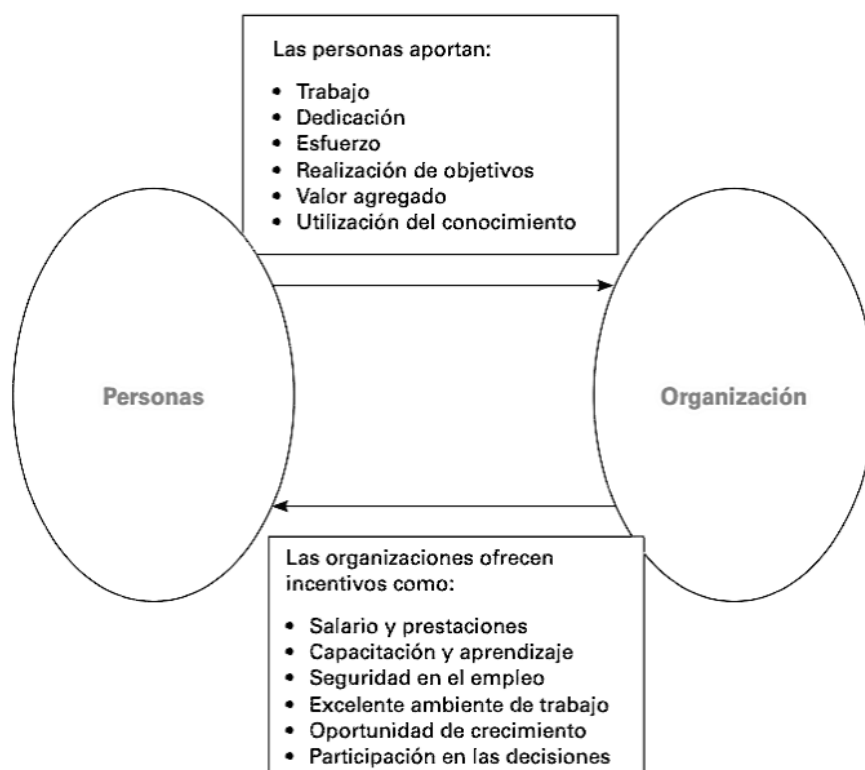 Las personas aportan:
• Trabajo
• Dedicación
• Esfuerzo
• Realización de objetivos
• Valor agregado
• Utilización del conocimiento
Personas
Organización
Las organizaciones ofrecen
incentivos como:
• Salario y prestaciones
• Capacitación y aprendizaje
• Seguridad en el empleo
• Excelente ambiente de trabajo
• Oportunidad de crecimiento
• Participación en las decisiones